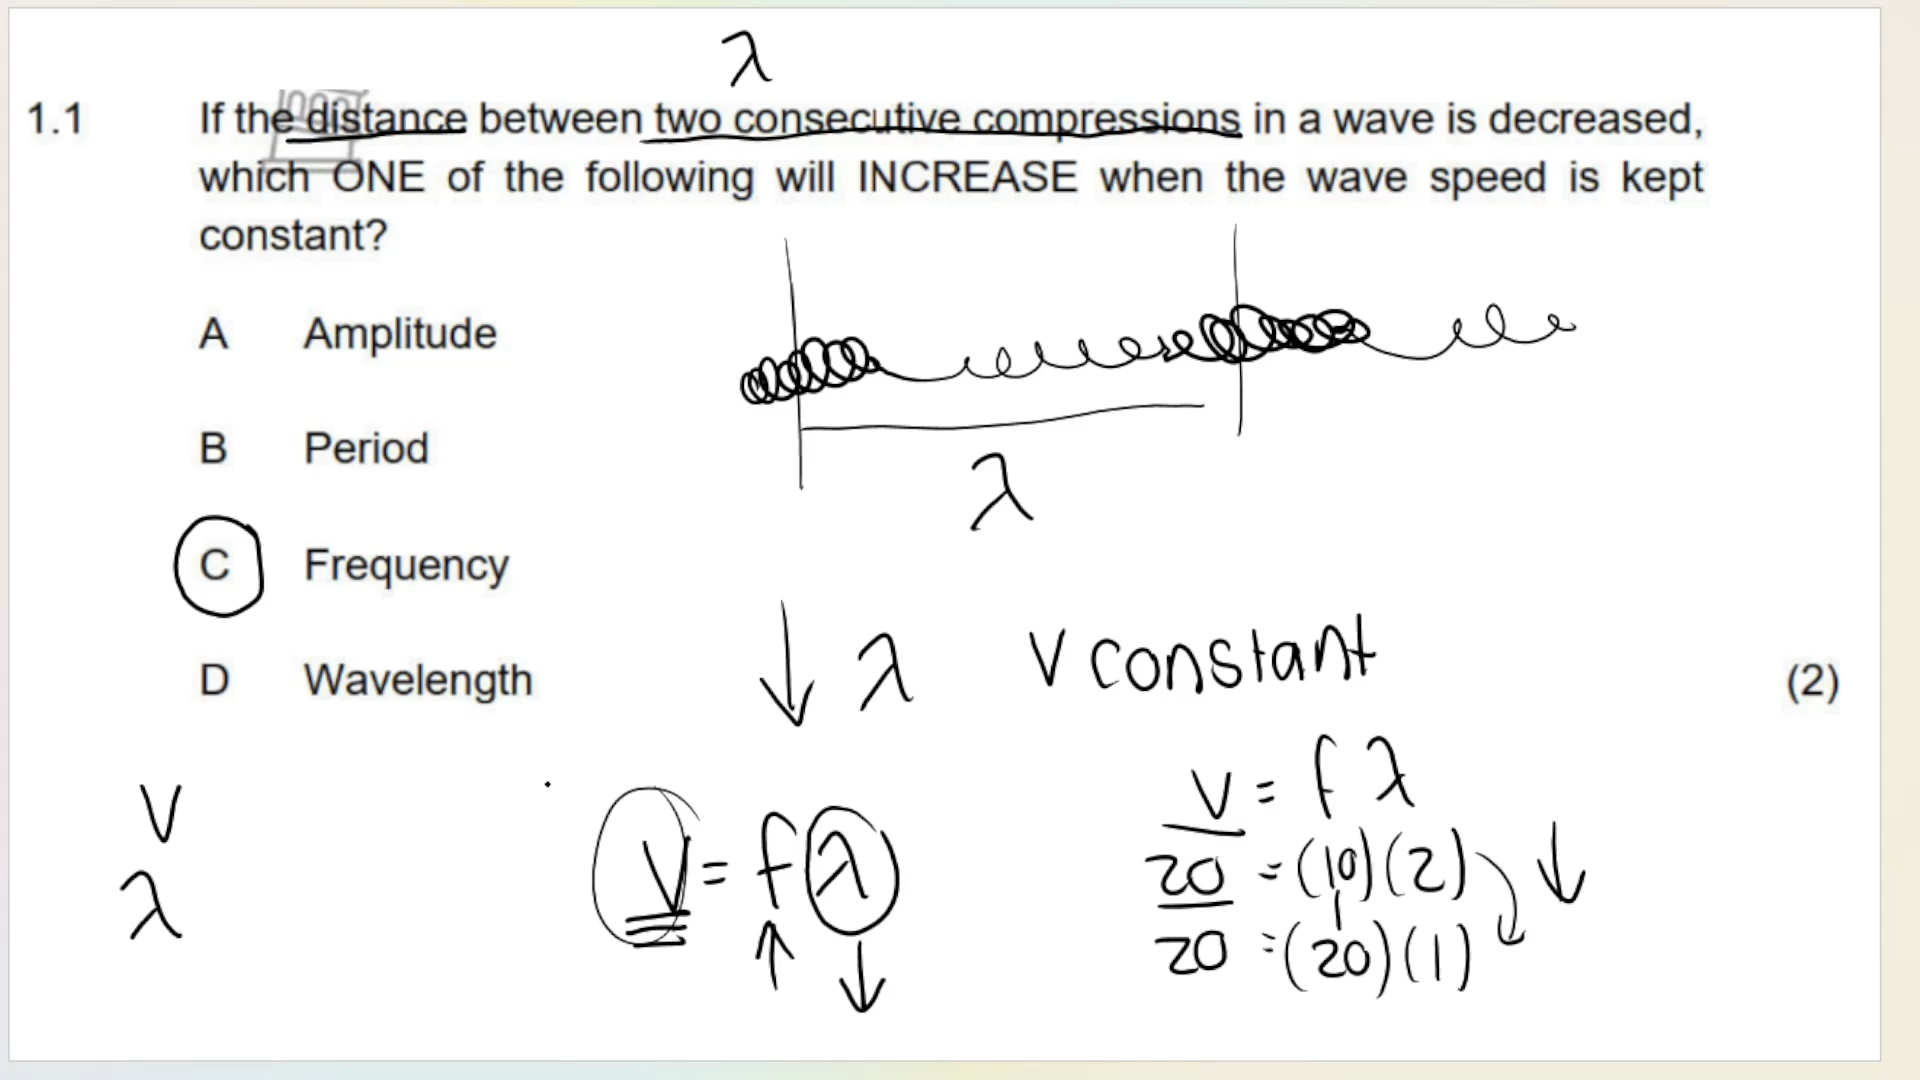 λ
1.1 If the distance between two consecutive compressions in a wave is decreased,
which ONE of the following will INCREASE when the wave speed is kept
constant?
A Amplitude
B Period
λ
C Frequency
↓ λ V constant
D Wavelength (2)
V
λ
V = f λ
↑ ↓
V = f λ
20 = (10)(2) ↓
20 = (20)(1)